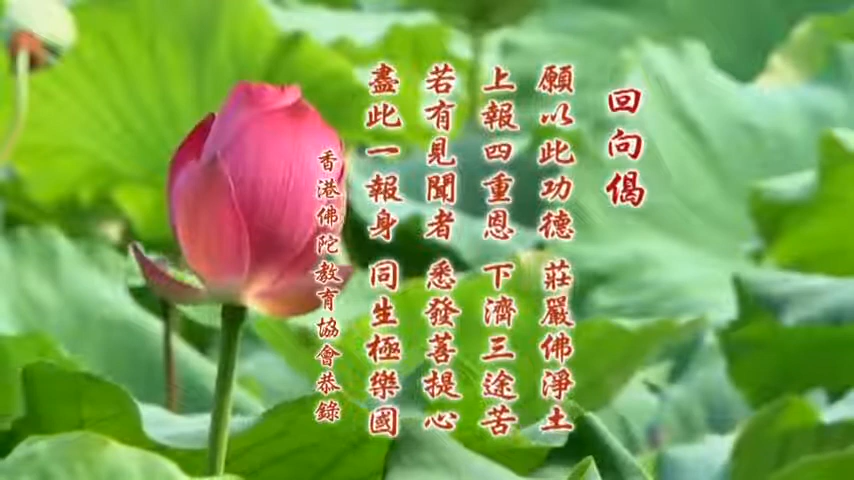 回向偈
願以此功德 莊嚴佛淨土
上報四重恩 下濟三途苦
若有見聞者 悉發菩提心
盡此一報身 同生極樂國
香港佛陀教育協會恭錄